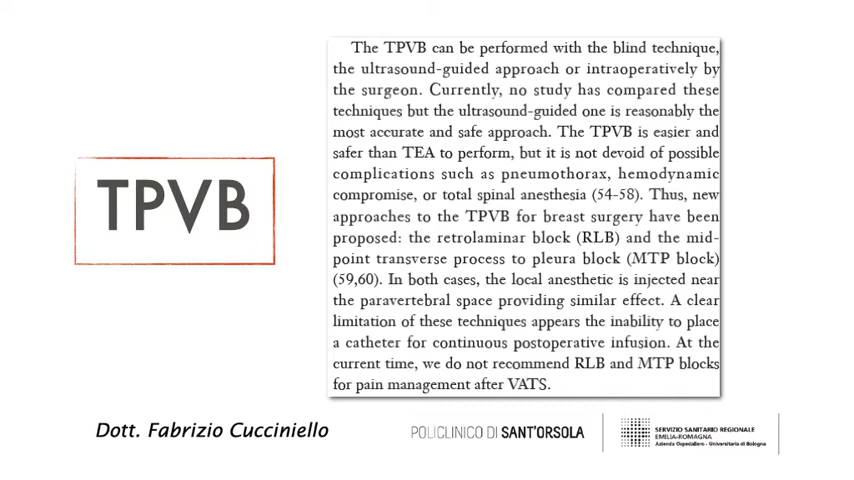 TPVB
The TPVB can be performed with the blind technique,
the ultrasound-guided approach or intraoperatively by
the surgeon. Currently, no study has compared these
techniques but the ultrasound-guided one is reasonably the
most accurate and safe approach. The TPVB is easier and
safer than TEA to perform, but it is not devoid of possible
complications such as pneumothorax, hemodynamic
compromise, or total spinal anesthesia (54-58). Thus, new
approaches to the TPVB for breast surgery have been
proposed: the retrolaminar block (RLB) and the mid-
point transverse process to pleura block (MTP block)
(59,60). In both cases, the local anesthetic is injected near
the paravertebral space providing similar effect. A clear
limitation of these techniques appears the inability to place
a catheter for continuous postoperative infusion. At the
current time, we do not recommend RLB and MTP blocks
for pain management after VATS.
Dott. Fabrizio Cucciniello
POLICLINICO DI SANT'ORSOLA
SERVIZIO SANITARIO REGIONALE
EMILIA-ROMAGNA
Azienda Ospedaliero - Universitaria di Bologna